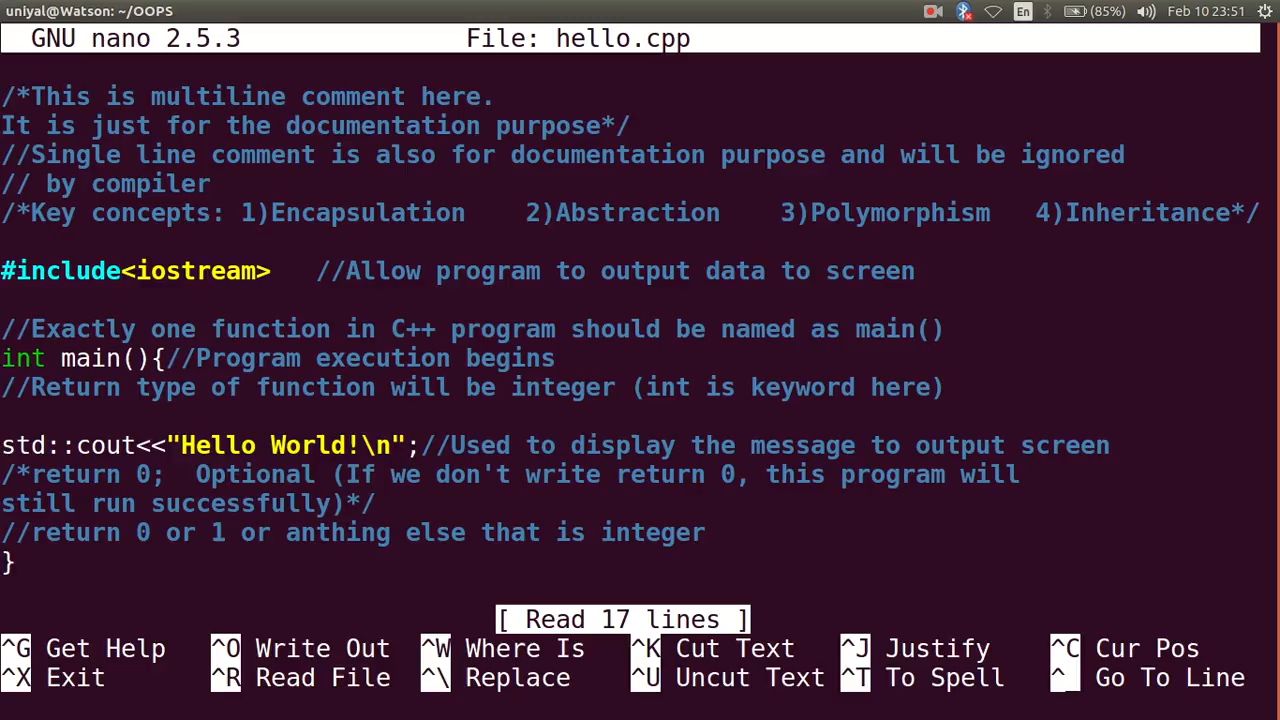 uniyal@Watson: ~/OOPS En (85%) Feb 10 23:51
GNU nano 2.5.3 File: hello.cpp
/*This is multiline comment here.
It is just for the documentation purpose*/
//Single line comment is also for documentation purpose and will be ignored
// by compiler
/*Key concepts: 1)Encapsulation 2)Abstraction 3)Polymorphism 4)Inheritance*/
#include<iostream> //Allow program to output data to screen
//Exactly one function in C++ program should be named as main()
int main(){//Program execution begins
//Return type of function will be integer (int is keyword here)
std::cout<<"Hello World!\n";//Used to display the message to output screen
/*return 0; Optional (If we don't write return 0, this program will
still run successfully)*/
//return 0 or 1 or anthing else that is integer
}
[ Read 17 lines ]
^G Get Help ^O Write Out ^W Where Is ^K Cut Text ^J Justify ^C Cur Pos
^X Exit ^R Read File ^\ Replace ^U Uncut Text ^T To Spell ^ Go To Line